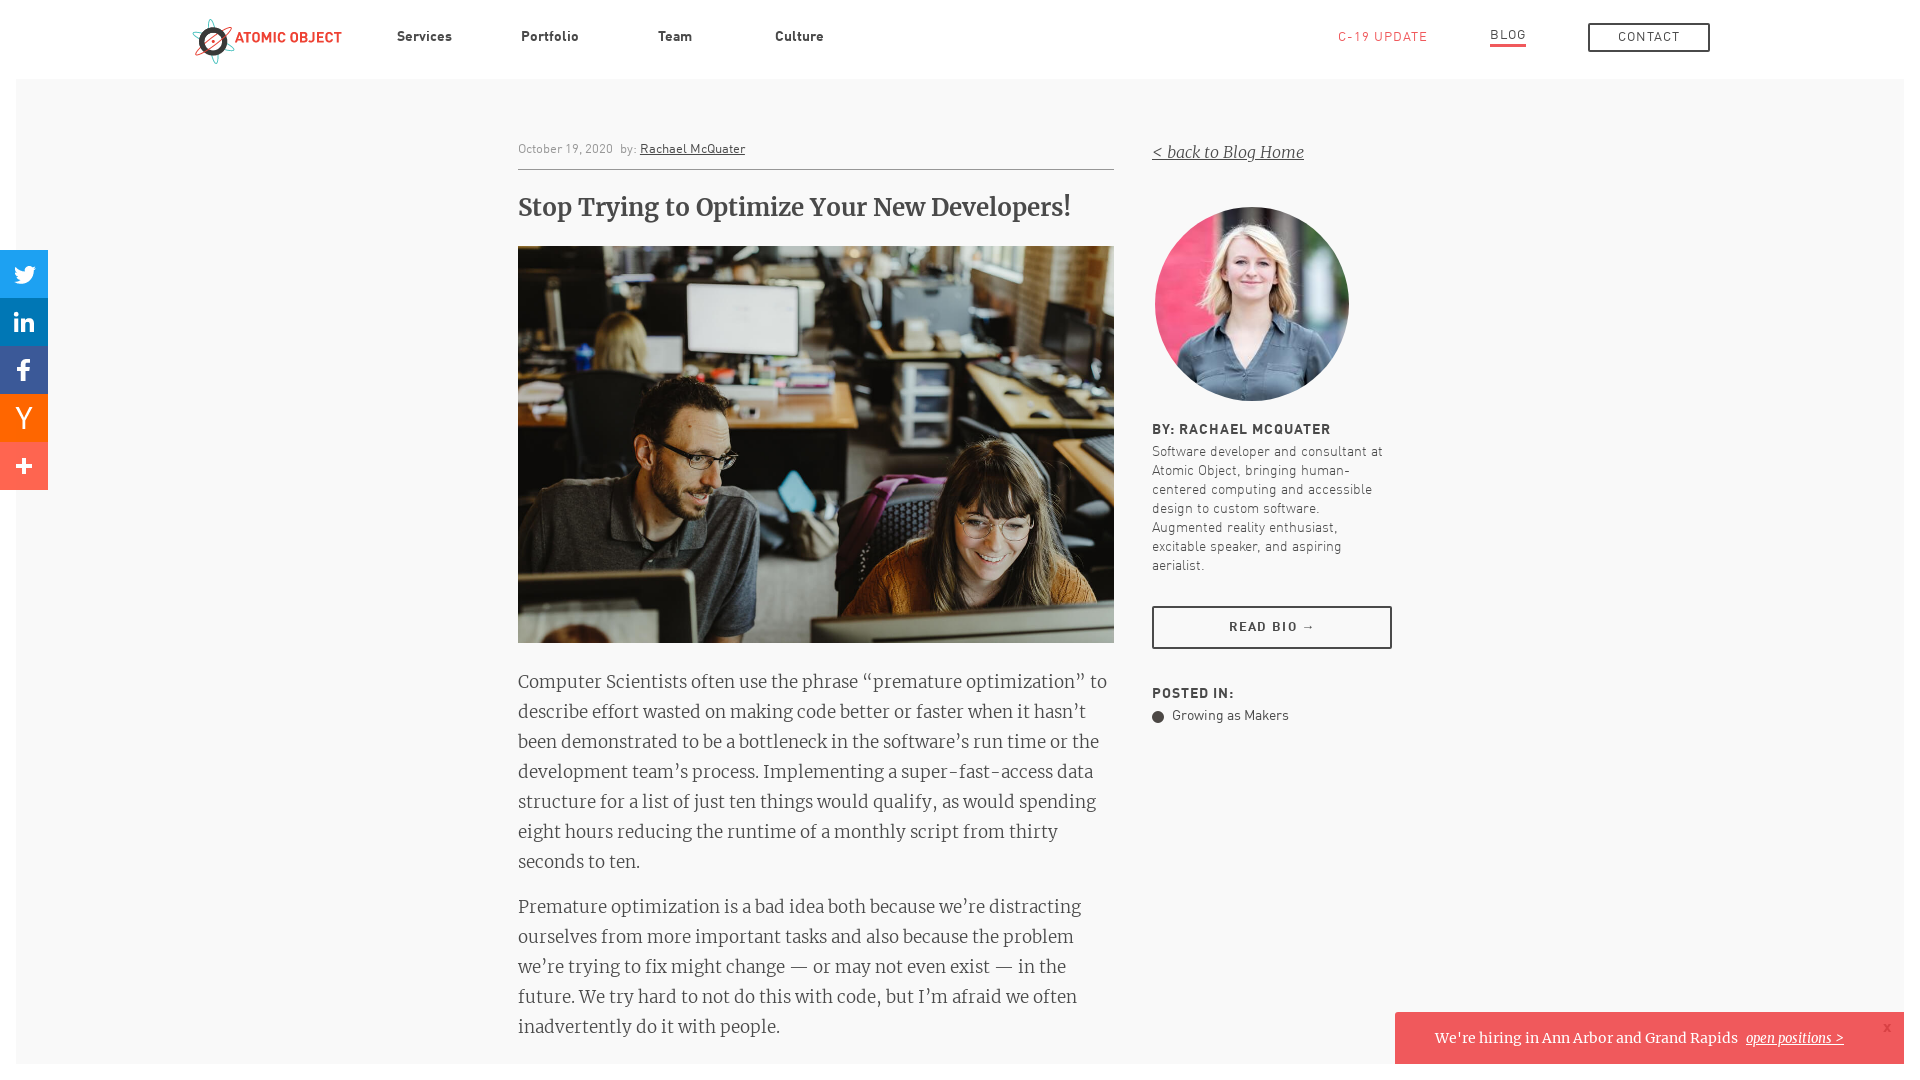 ATOMIC OBJECT
Services
Portfolio
Team
Culture
C-19 UPDATE
BLOG
CONTACT
October 19, 2020 by: Rachael McQuater
Stop Trying to Optimize Your New Developers!
Computer Scientists often use the phrase “premature optimization” to
describe effort wasted on making code better or faster when it hasn’t
been demonstrated to be a bottleneck in the software’s run time or the
development team’s process. Implementing a super-fast-access data
structure for a list of just ten things would qualify, as would spending
eight hours reducing the runtime of a monthly script from thirty
seconds to ten.
Premature optimization is a bad idea both because we’re distracting
ourselves from more important tasks and also because the problem
we’re trying to fix might change — or may not even exist — in the
future. We try hard to not do this with code, but I’m afraid we often
inadvertently do it with people.
< back to Blog Home
BY: RACHAEL MCQUATER
Software developer and consultant at
Atomic Object, bringing human-
centered computing and accessible
design to custom software.
Augmented reality enthusiast,
excitable speaker, and aspiring
aerialist.
READ BIO →
POSTED IN:
Growing as Makers
We're hiring in Ann Arbor and Grand Rapids open positions >
x